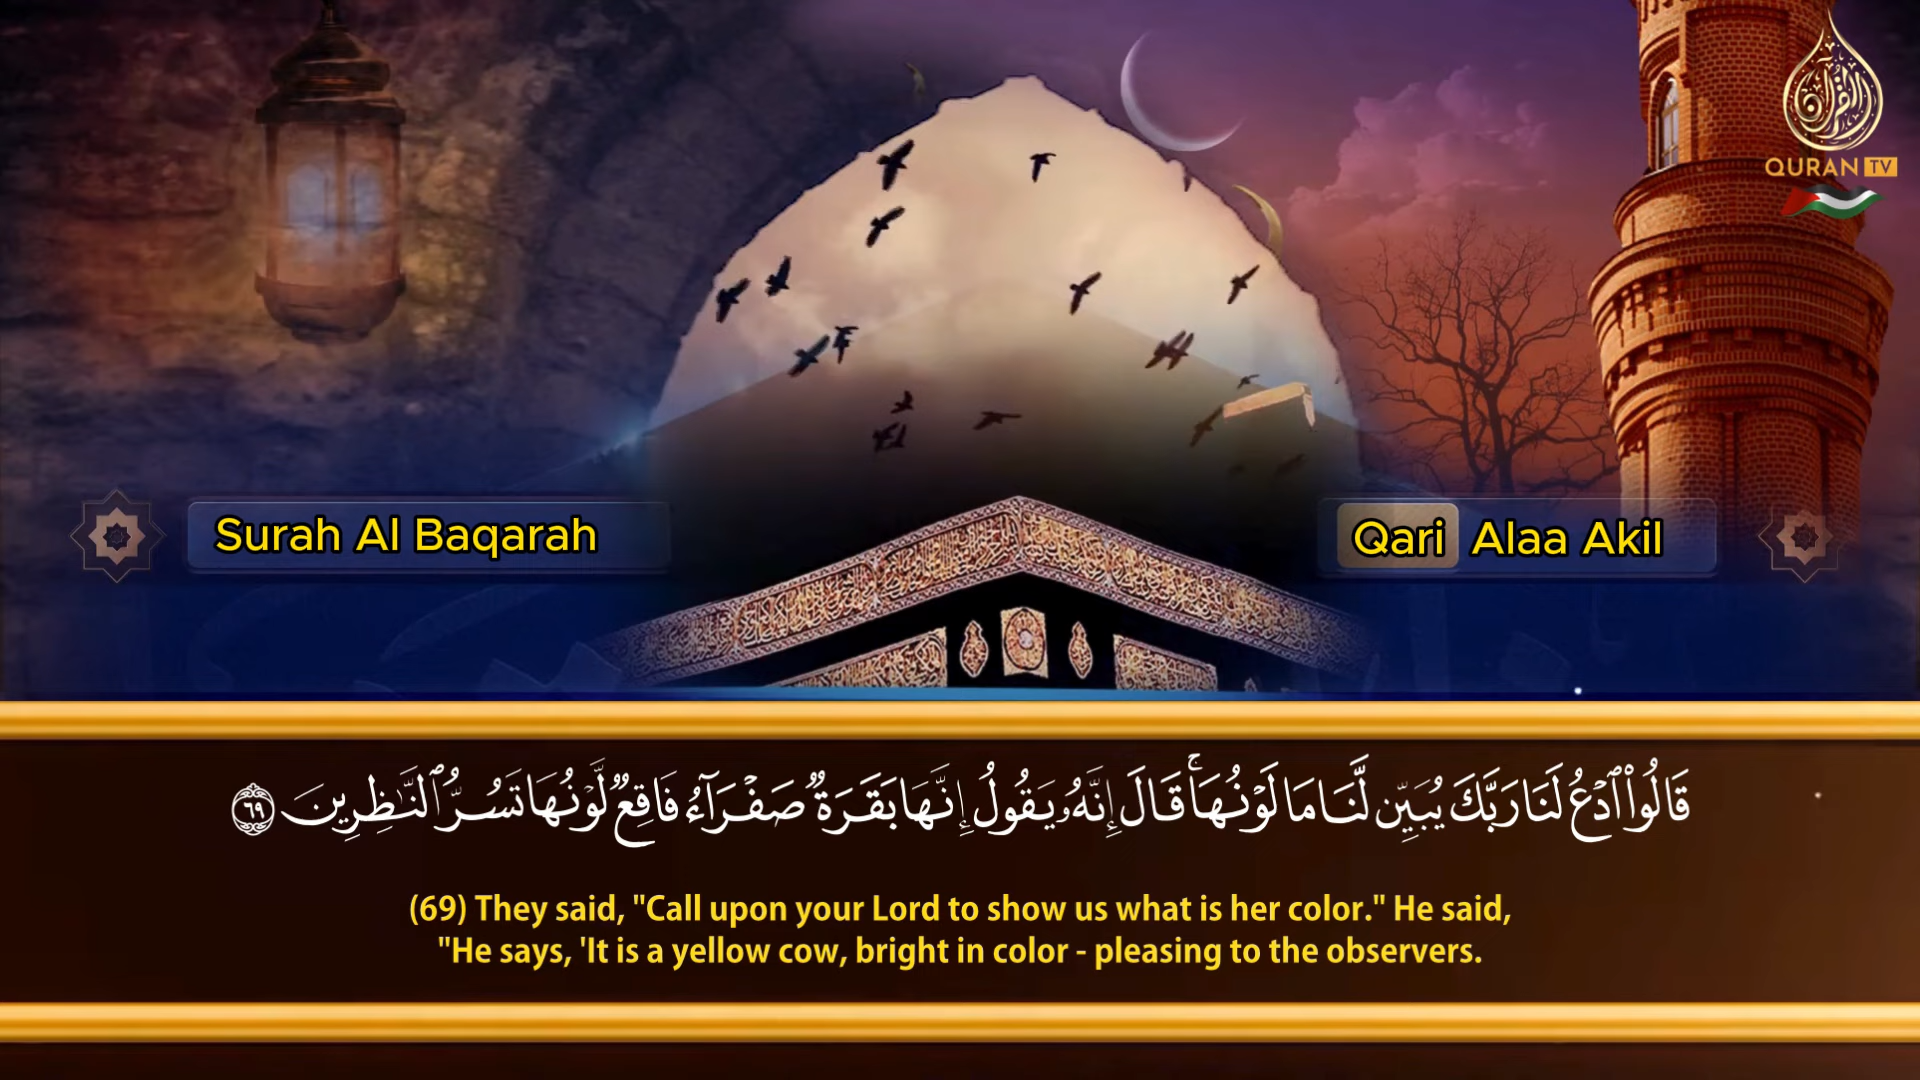 القرآن
QURAN TV
Surah Al Baqarah
Qari Alaa Akil
قَالُوا۟ ٱدْعُ لَنَا رَبَّكَ يُبَيِّن لَّنَا مَا لَوْنُهَا ۚ قَالَ إِنَّهُۥ يَقُولُ إِنَّهَا بَقَرَةٌ صَفْرَآءُ فَاقِعٌ لَّوْنُهَا تَسُرُّ ٱلنَّـٰظِرِينَ ٦٩
(69) They said, "Call upon your Lord to show us what is her color." He said,
"He says, 'It is a yellow cow, bright in color - pleasing to the observers.